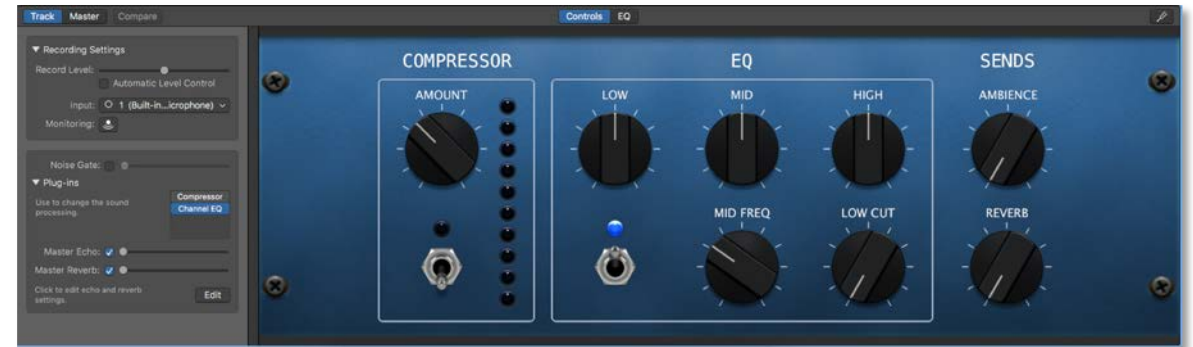 Track Master Compare
Controls EQ
▼ Recording Settings
Record Level:
Automatic Level Control
Input: 1 (Built-in...icrophone)
Monitoring:
Noise Gate:
▼ Plug-ins
Use to change the sound
processing.
Compressor
Channel EQ
Master Echo:
Master Reverb:
Click to edit echo and reverb
settings.
Edit
COMPRESSOR
AMOUNT
EQ
LOW MID HIGH
MID FREQ LOW CUT
SENDS
AMBIENCE
REVERB